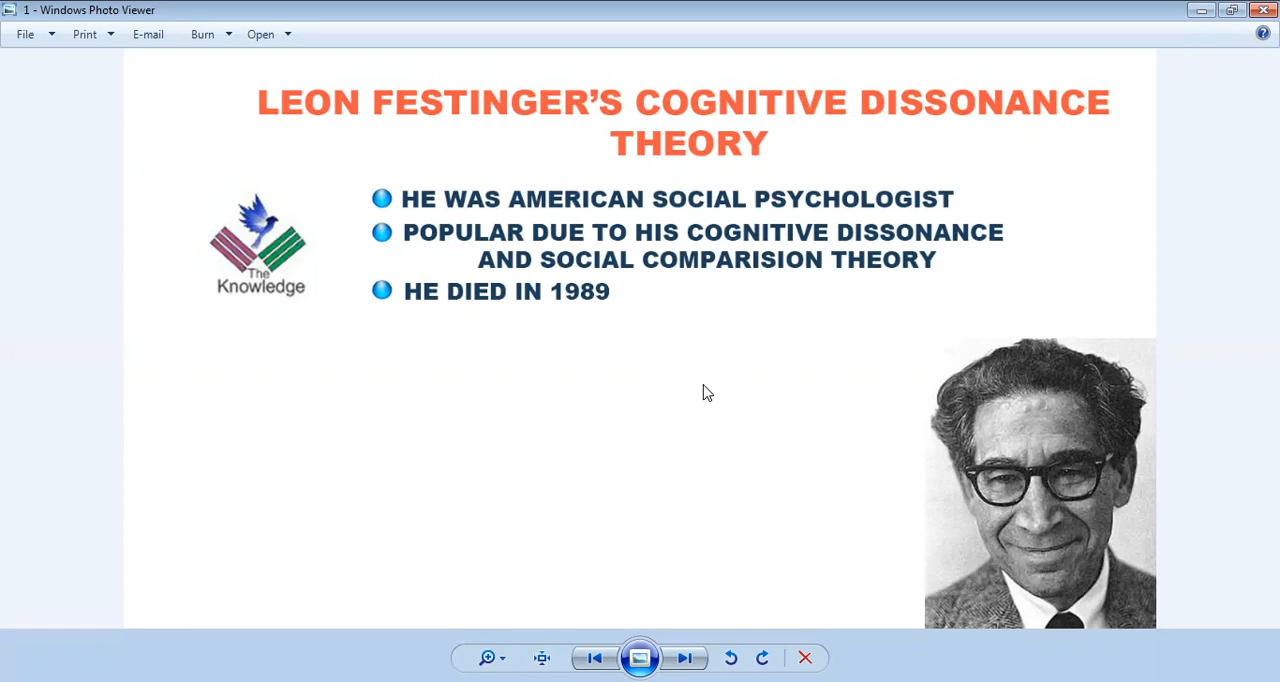 1 - Windows Photo Viewer
File Print E-mail Burn Open
LEON FESTINGER’S COGNITIVE DISSONANCE
THEORY
HE WAS AMERICAN SOCIAL PSYCHOLOGIST
POPULAR DUE TO HIS COGNITIVE DISSONANCE
AND SOCIAL COMPARISION THEORY
HE DIED IN 1989
The
Knowledge